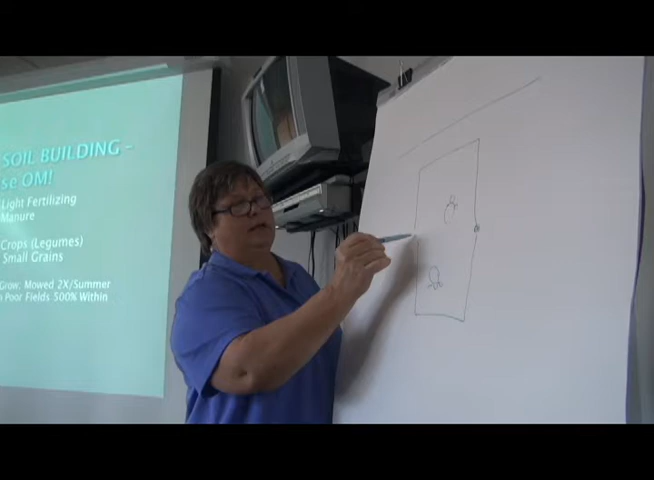 SOIL BUILDING –
se OM!
Light Fertilizing
Manure
Crops (Legumes)
Small Grains
Grow: Mowed 2X/Summer
n Poor Fields 500% Within